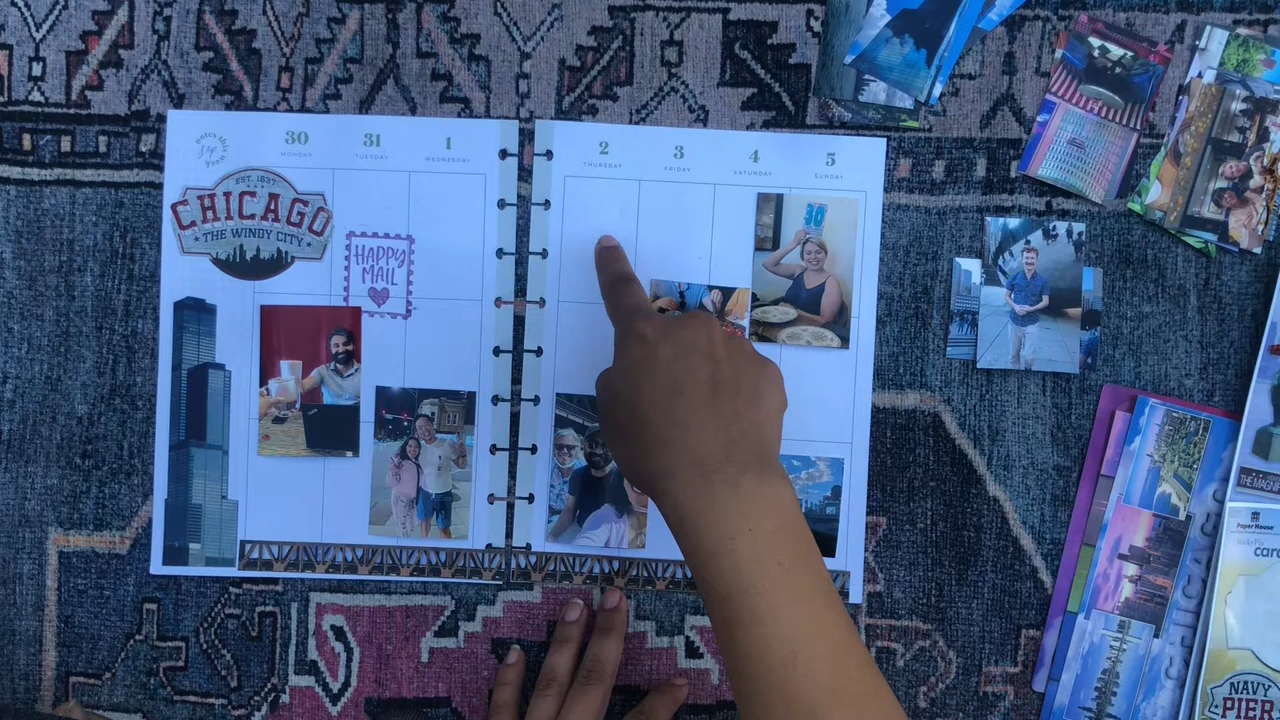 30 31 1
MONDAY TUESDAY WEDNESDAY
2 3 4 5
THURSDAY FRIDAY SATURDAY SUNDAY
EST. 1837
CHICAGO
THE WINDY CITY
HAPPY
MAIL
30
THE MAGNIFI
Paper House
CHICAGO
NAVY
PIER